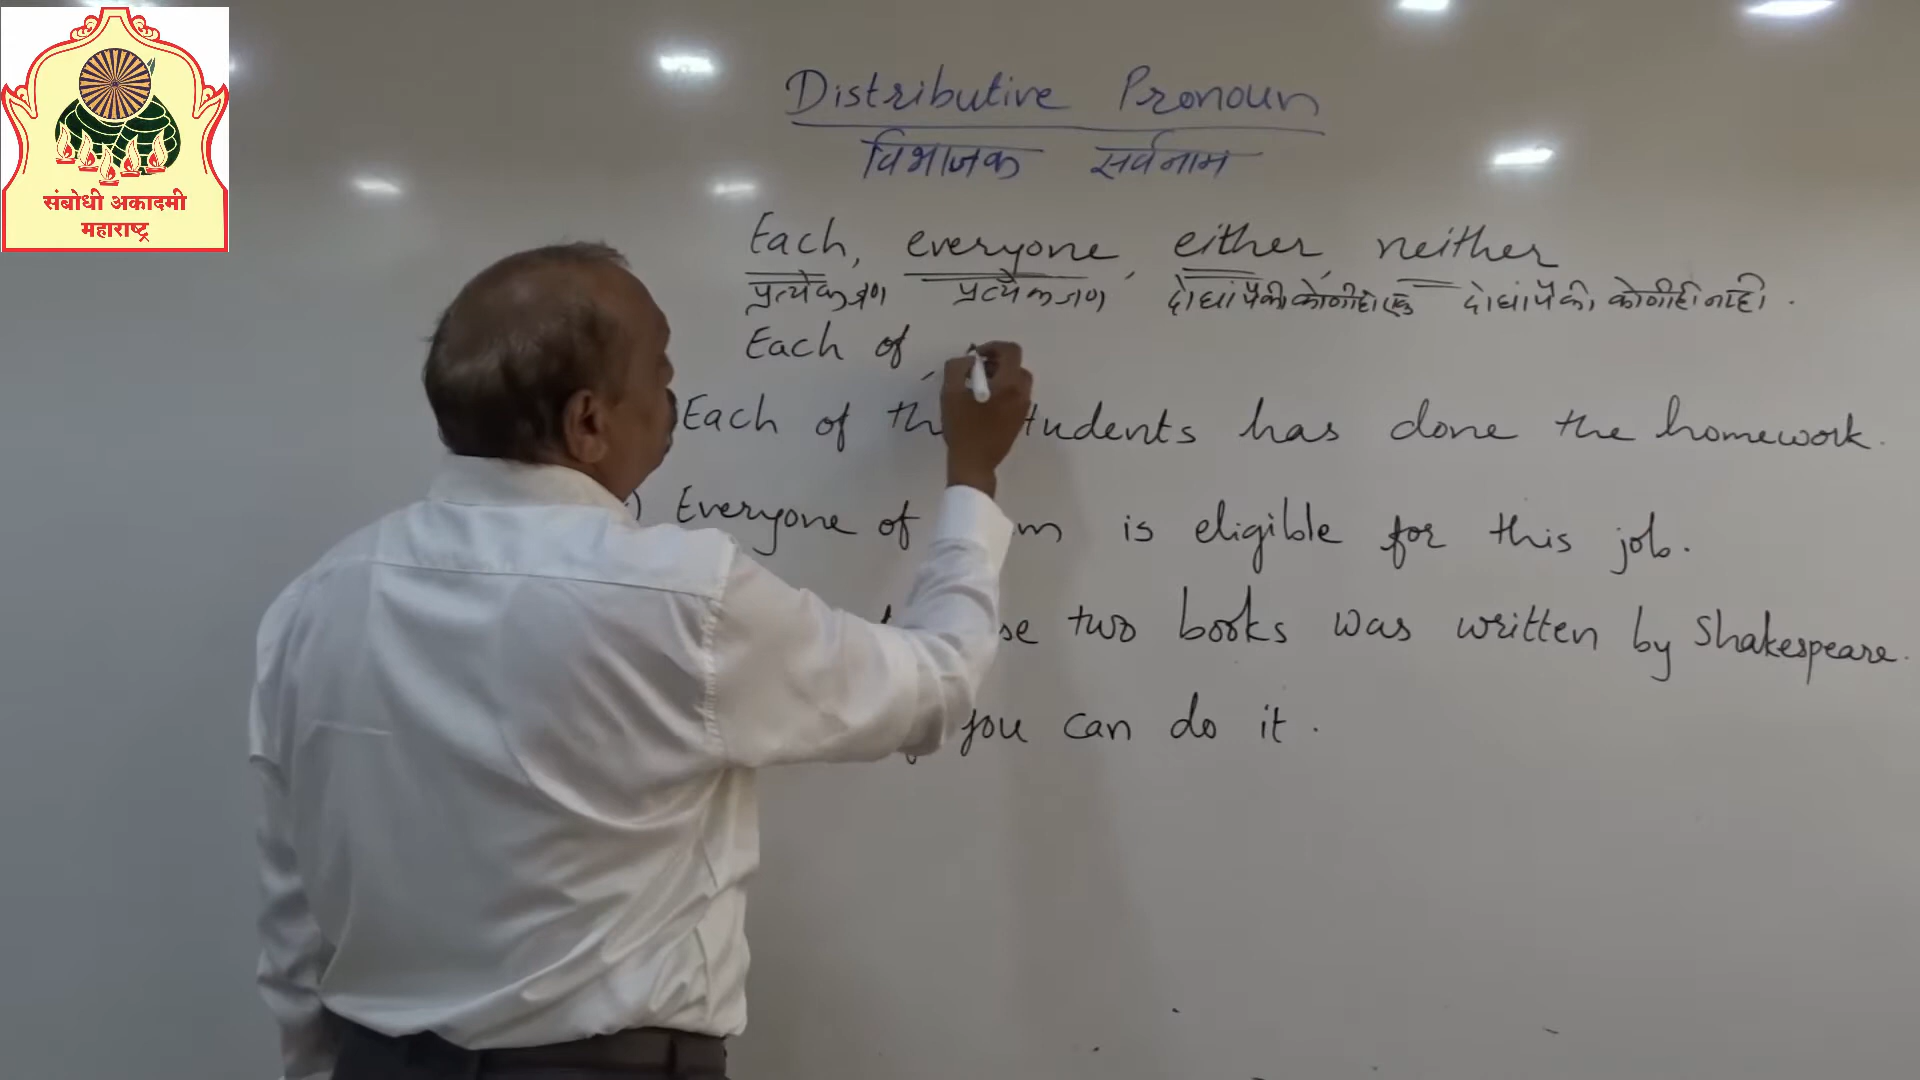 संबोधी अकादमी
महाराष्ट्र
Distributive Pronoun
विभाजक सर्वनाम
Each, everyone, either, neither
प्रत्येकजण प्रत्येकजण दोघांपैकी कोणीही एक दोघांपैकी कोणीही नाही.
Each of
Each of students has done the homework.
Everyone of is eligible for this job.
two books was written by Shakespeare.
you can do it.